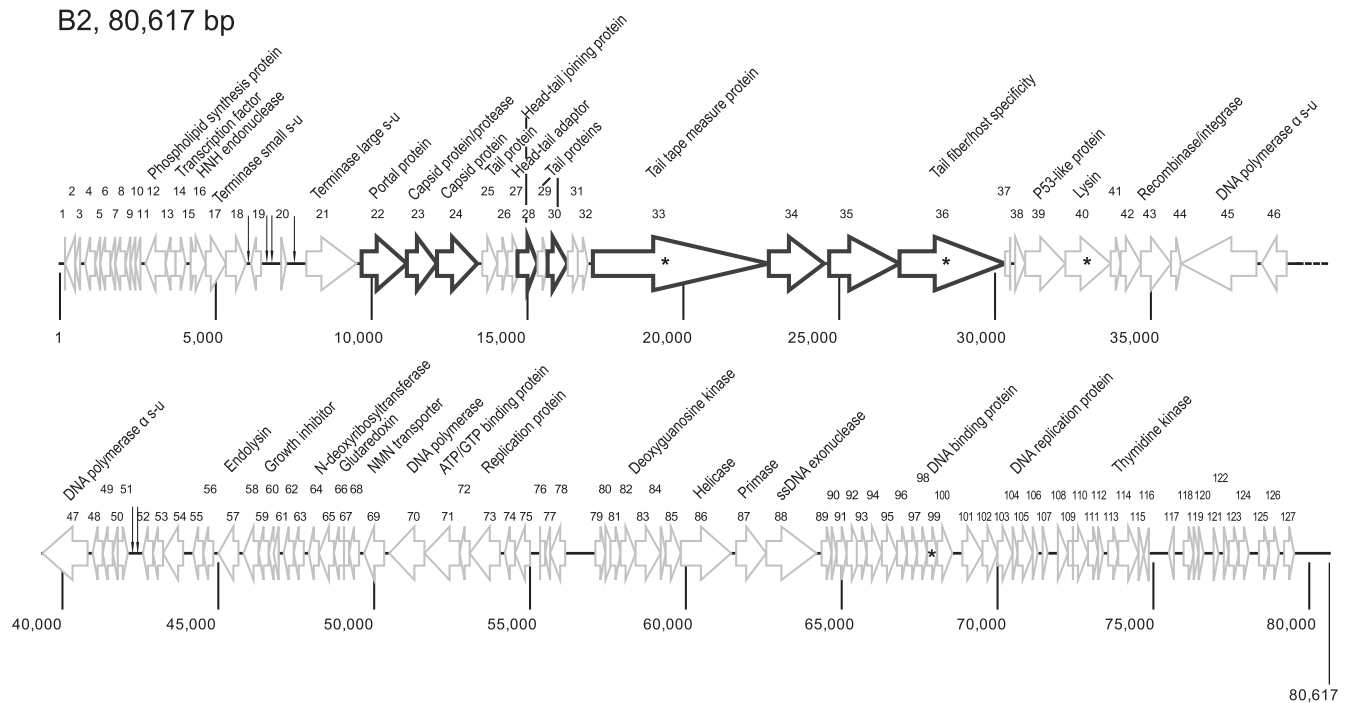 B2, 80,617 bp
Phospholipid synthesis protein
Transcription factor
HNH endonuclease
Terminase small s-u
Terminase large s-u
Portal protein
Capsid protein/protease
Capsid protein
Tail protein
Head-tail joining protein
Head-tail adaptor
Tail proteins
Tail tape measure protein
Tail fiber/host specificity
P53-like protein
Lysin
Recombinase/integrase
DNA polymerase α s-u
2 4 6 8 10 12 14 16 25 27 29 31 37 41
1 3 5 7 9 11 13 15 17 18 19 20 21 22 23 24 26 28 30 32 33 34 35 36 38 39 40 42 43 44 45 46
* * *
1 5,000 10,000 15,000 20,000 25,000 30,000 35,000
DNA polymerase α s-u
Endolysin
Growth inhibitor
N-deoxyribosyltransferase
Glutaredoxin
NMN transporter
DNA polymerase
ATP/GTP binding protein
Replication protein
Deoxyguanosine kinase
Helicase
Primase
ssDNA exonuclease
DNA binding protein
DNA replication protein
Thymidine kinase
98 122
49 51 56 58 60 62 64 66 68 72 76 78 80 82 84 90 92 94 96 100 104 106 108 110 112 114 116 118 120 124 126
47 48 50 52 53 54 55 57 59 61 63 65 67 69 70 71 73 74 75 77 79 81 83 85 86 87 88 89 91 93 95 97 99 101 102 103 105 107 109 111 113 115 117 119 121 123 125 127
*
40,000 45,000 50,000 55,000 60,000 65,000 70,000 75,000 80,000
80,617